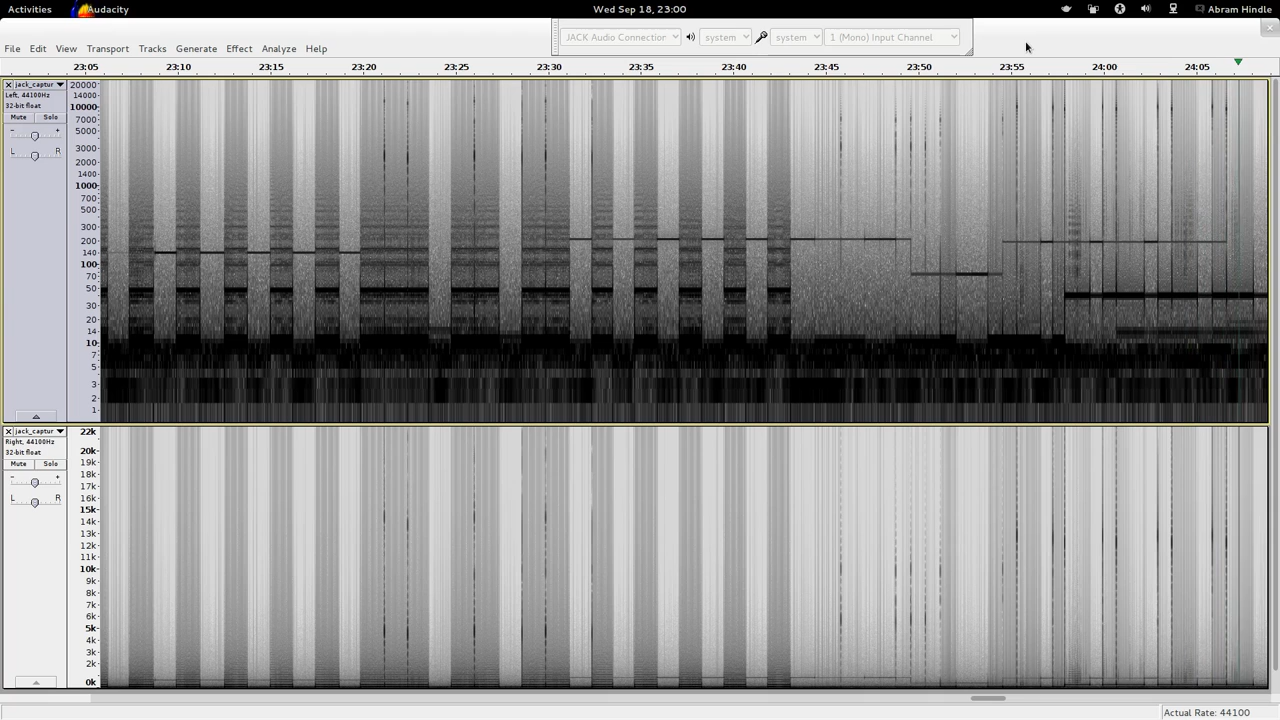 Activities Audacity Wed Sep 18, 23:00 Abram Hindle
JACK Audio Connection system system 1 (Mono) Input Channel
File Edit View Transport Tracks Generate Effect Analyze Help
23:05 23:10 23:15 23:20 23:25 23:30 23:35 23:40 23:45 23:50 23:55 24:00 24:05
jack_captur
Left, 44100Hz
32-bit float
Mute Solo
- +
L R
20000
14000
10000
7000
5000
3000
2000
1400
1000
700
500
300
200
140
100
70
50
30
20
14
10
7
5
3
2
1
jack_captur
Right, 44100Hz
32-bit float
Mute Solo
- +
L R
22k
20k
19k
18k
17k
16k
15k
14k
13k
12k
11k
10k
9k
8k
7k
6k
5k
4k
3k
2k
0k
Actual Rate: 44100